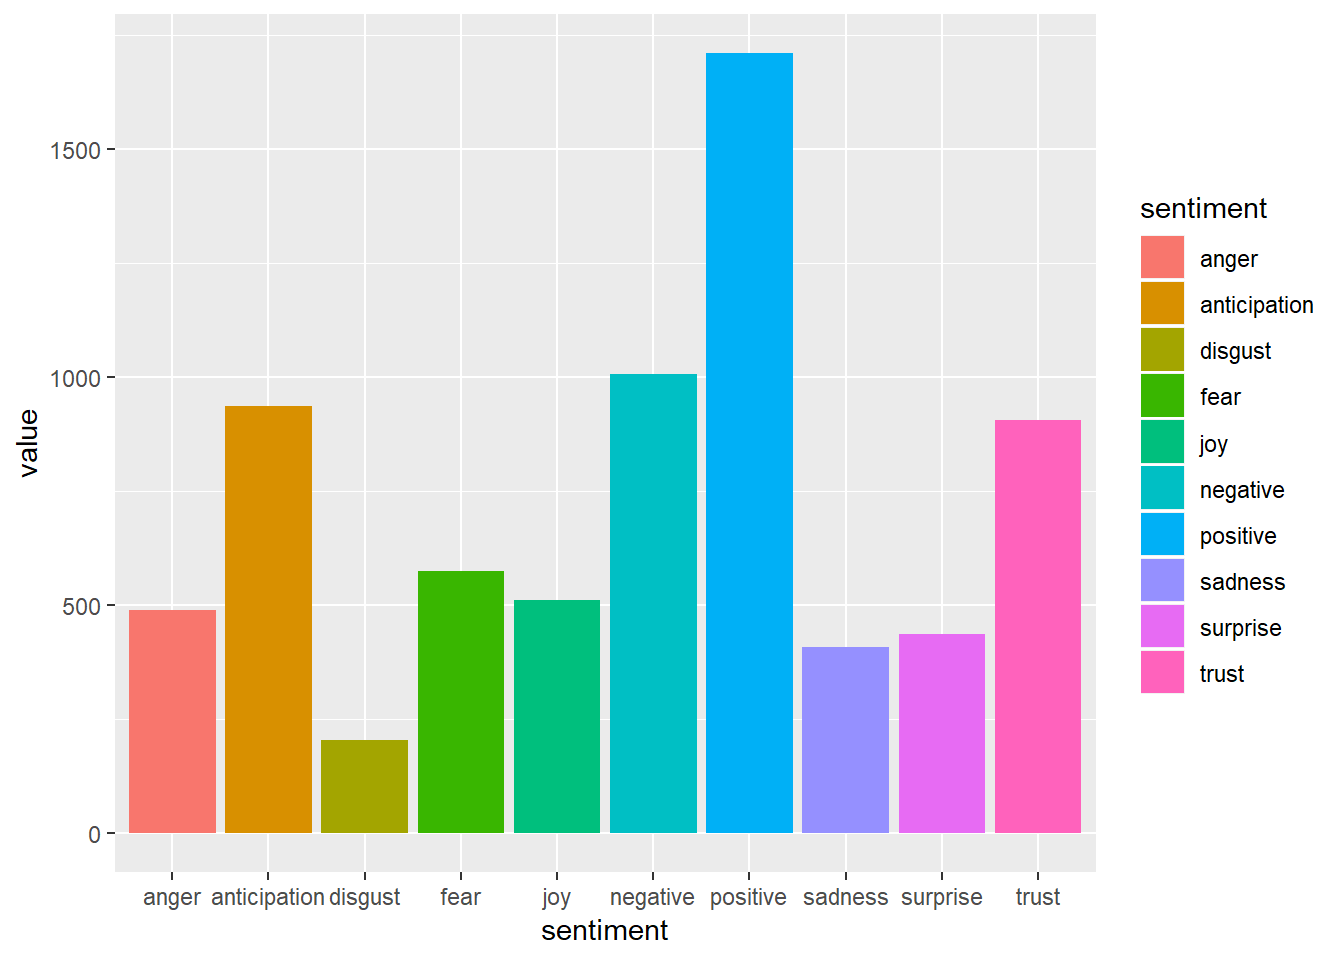 value
1500
1000
500
0
anger anticipation disgust fear joy negative positive sadness surprise trust
sentiment
sentiment
anger
anticipation
disgust
fear
joy
negative
positive
sadness
surprise
trust